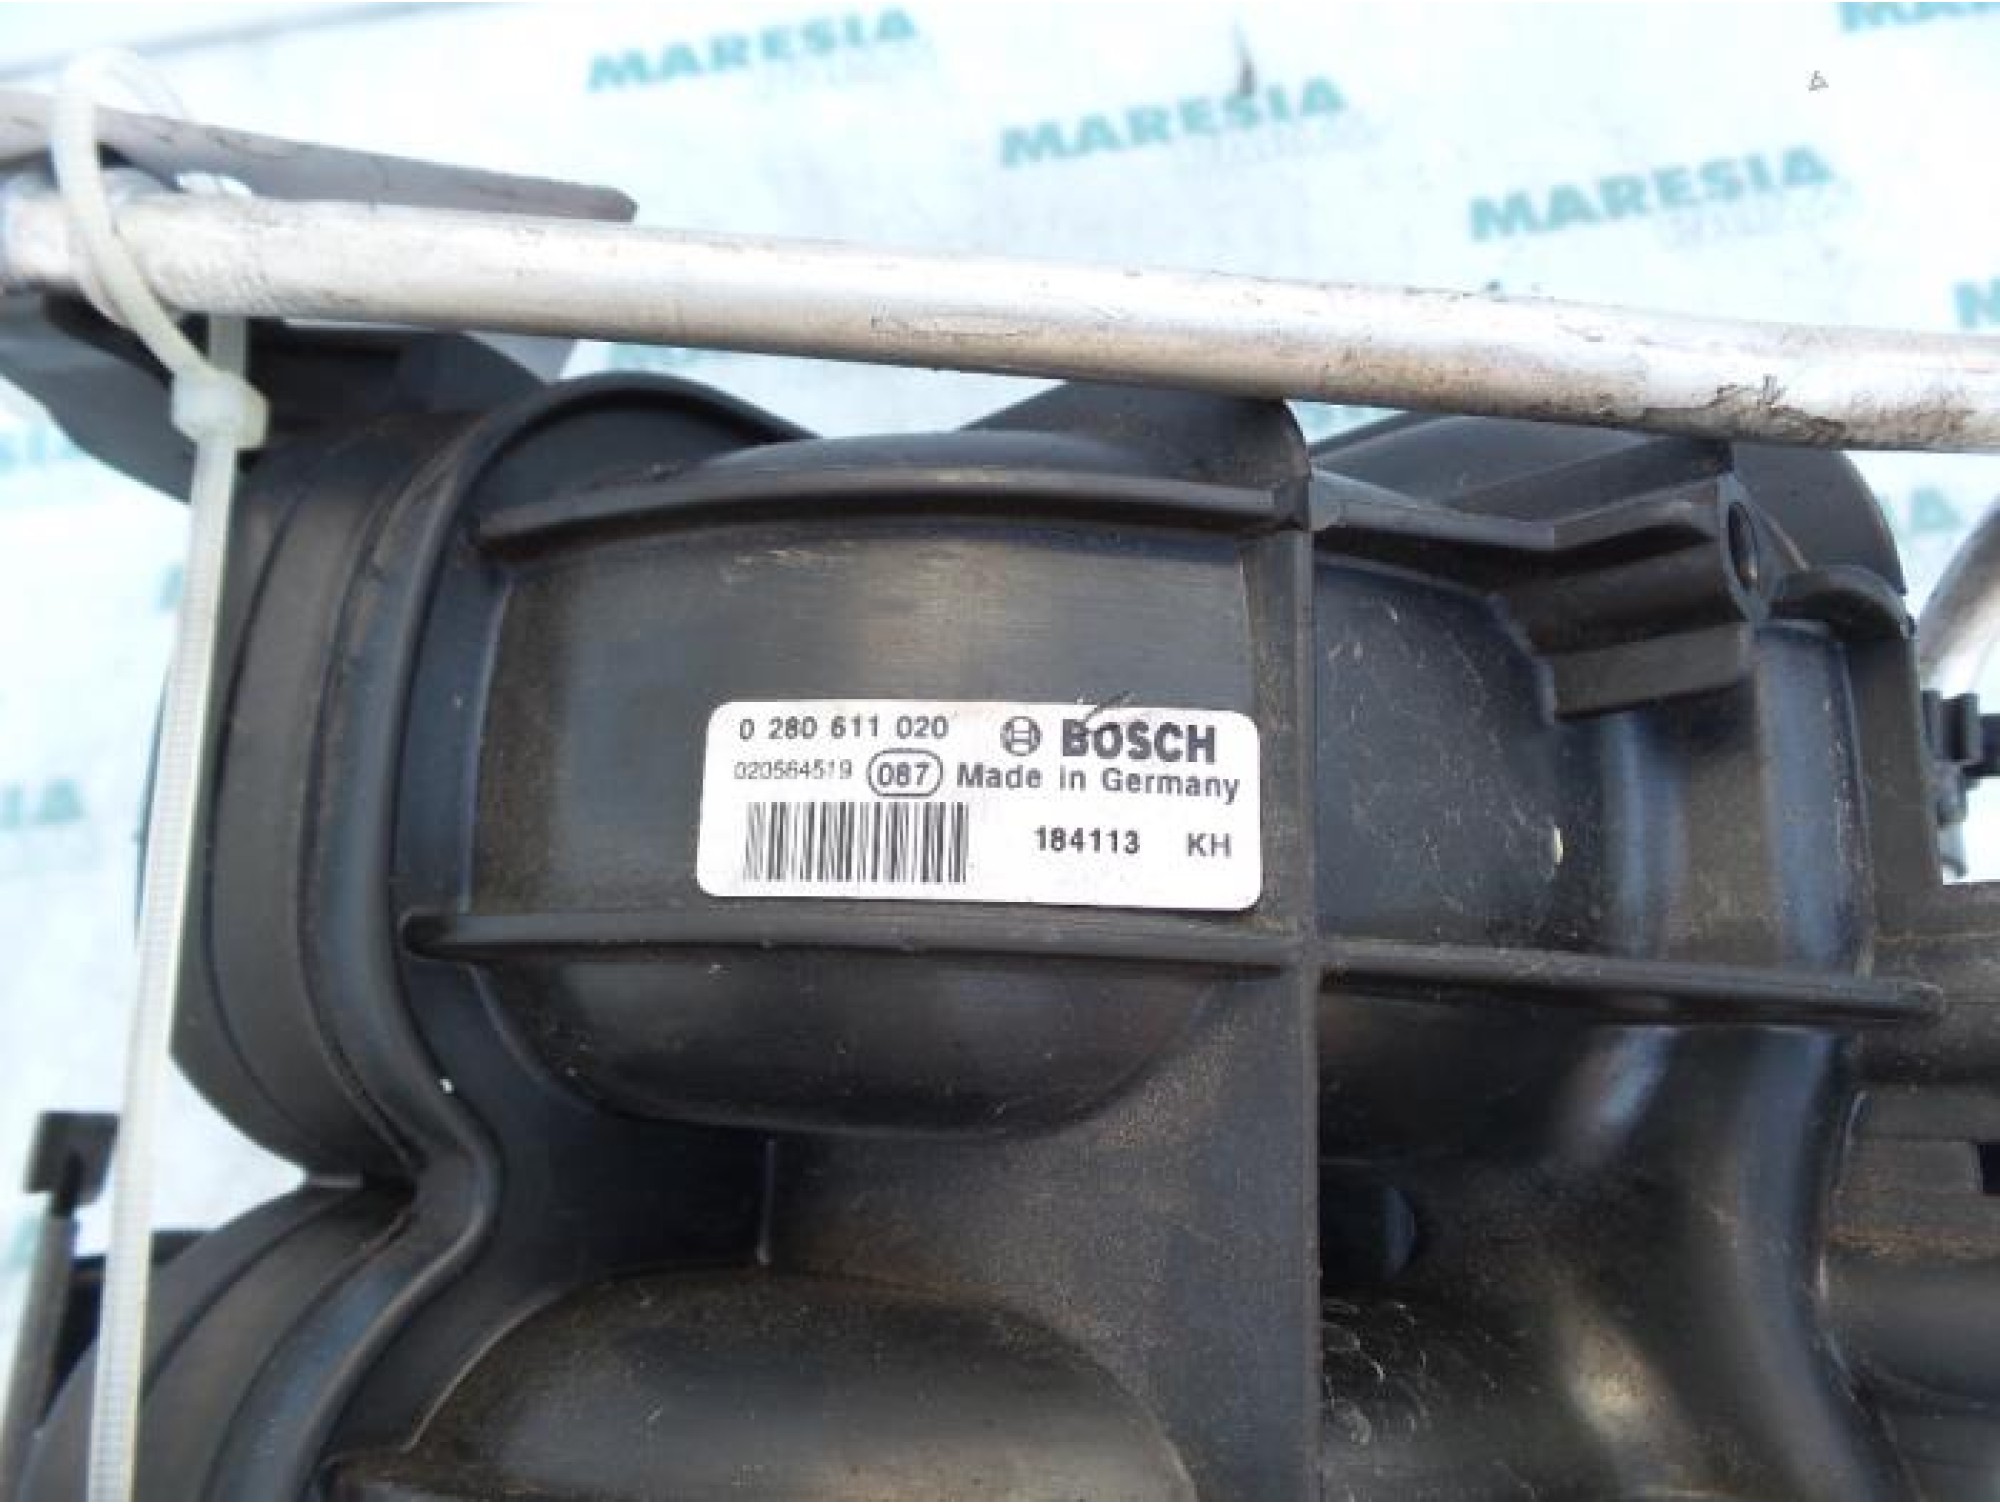 MARESIA
MARESIA
MARESIA
0 280 611 020 BOSCH
020564519 087 Made in Germany
184113 KH